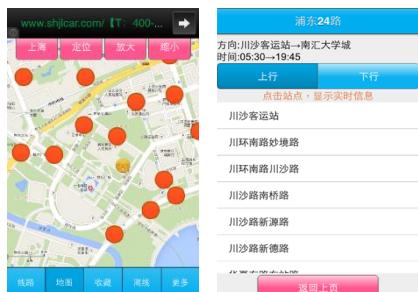 www.shjlcar.com/【T: 400-...
上海
定位
放大
缩小
线路
地图
收藏
离线
更多
浦东24路
方向:川沙客运站→南汇大学城
时间:05:30→19:45
上行
下行
点击站点，显示实时信息
川沙客运站
川环南路妙境路
川环南路川沙路
川沙路南桥路
川沙路新源路
川沙路新德路
返回上页